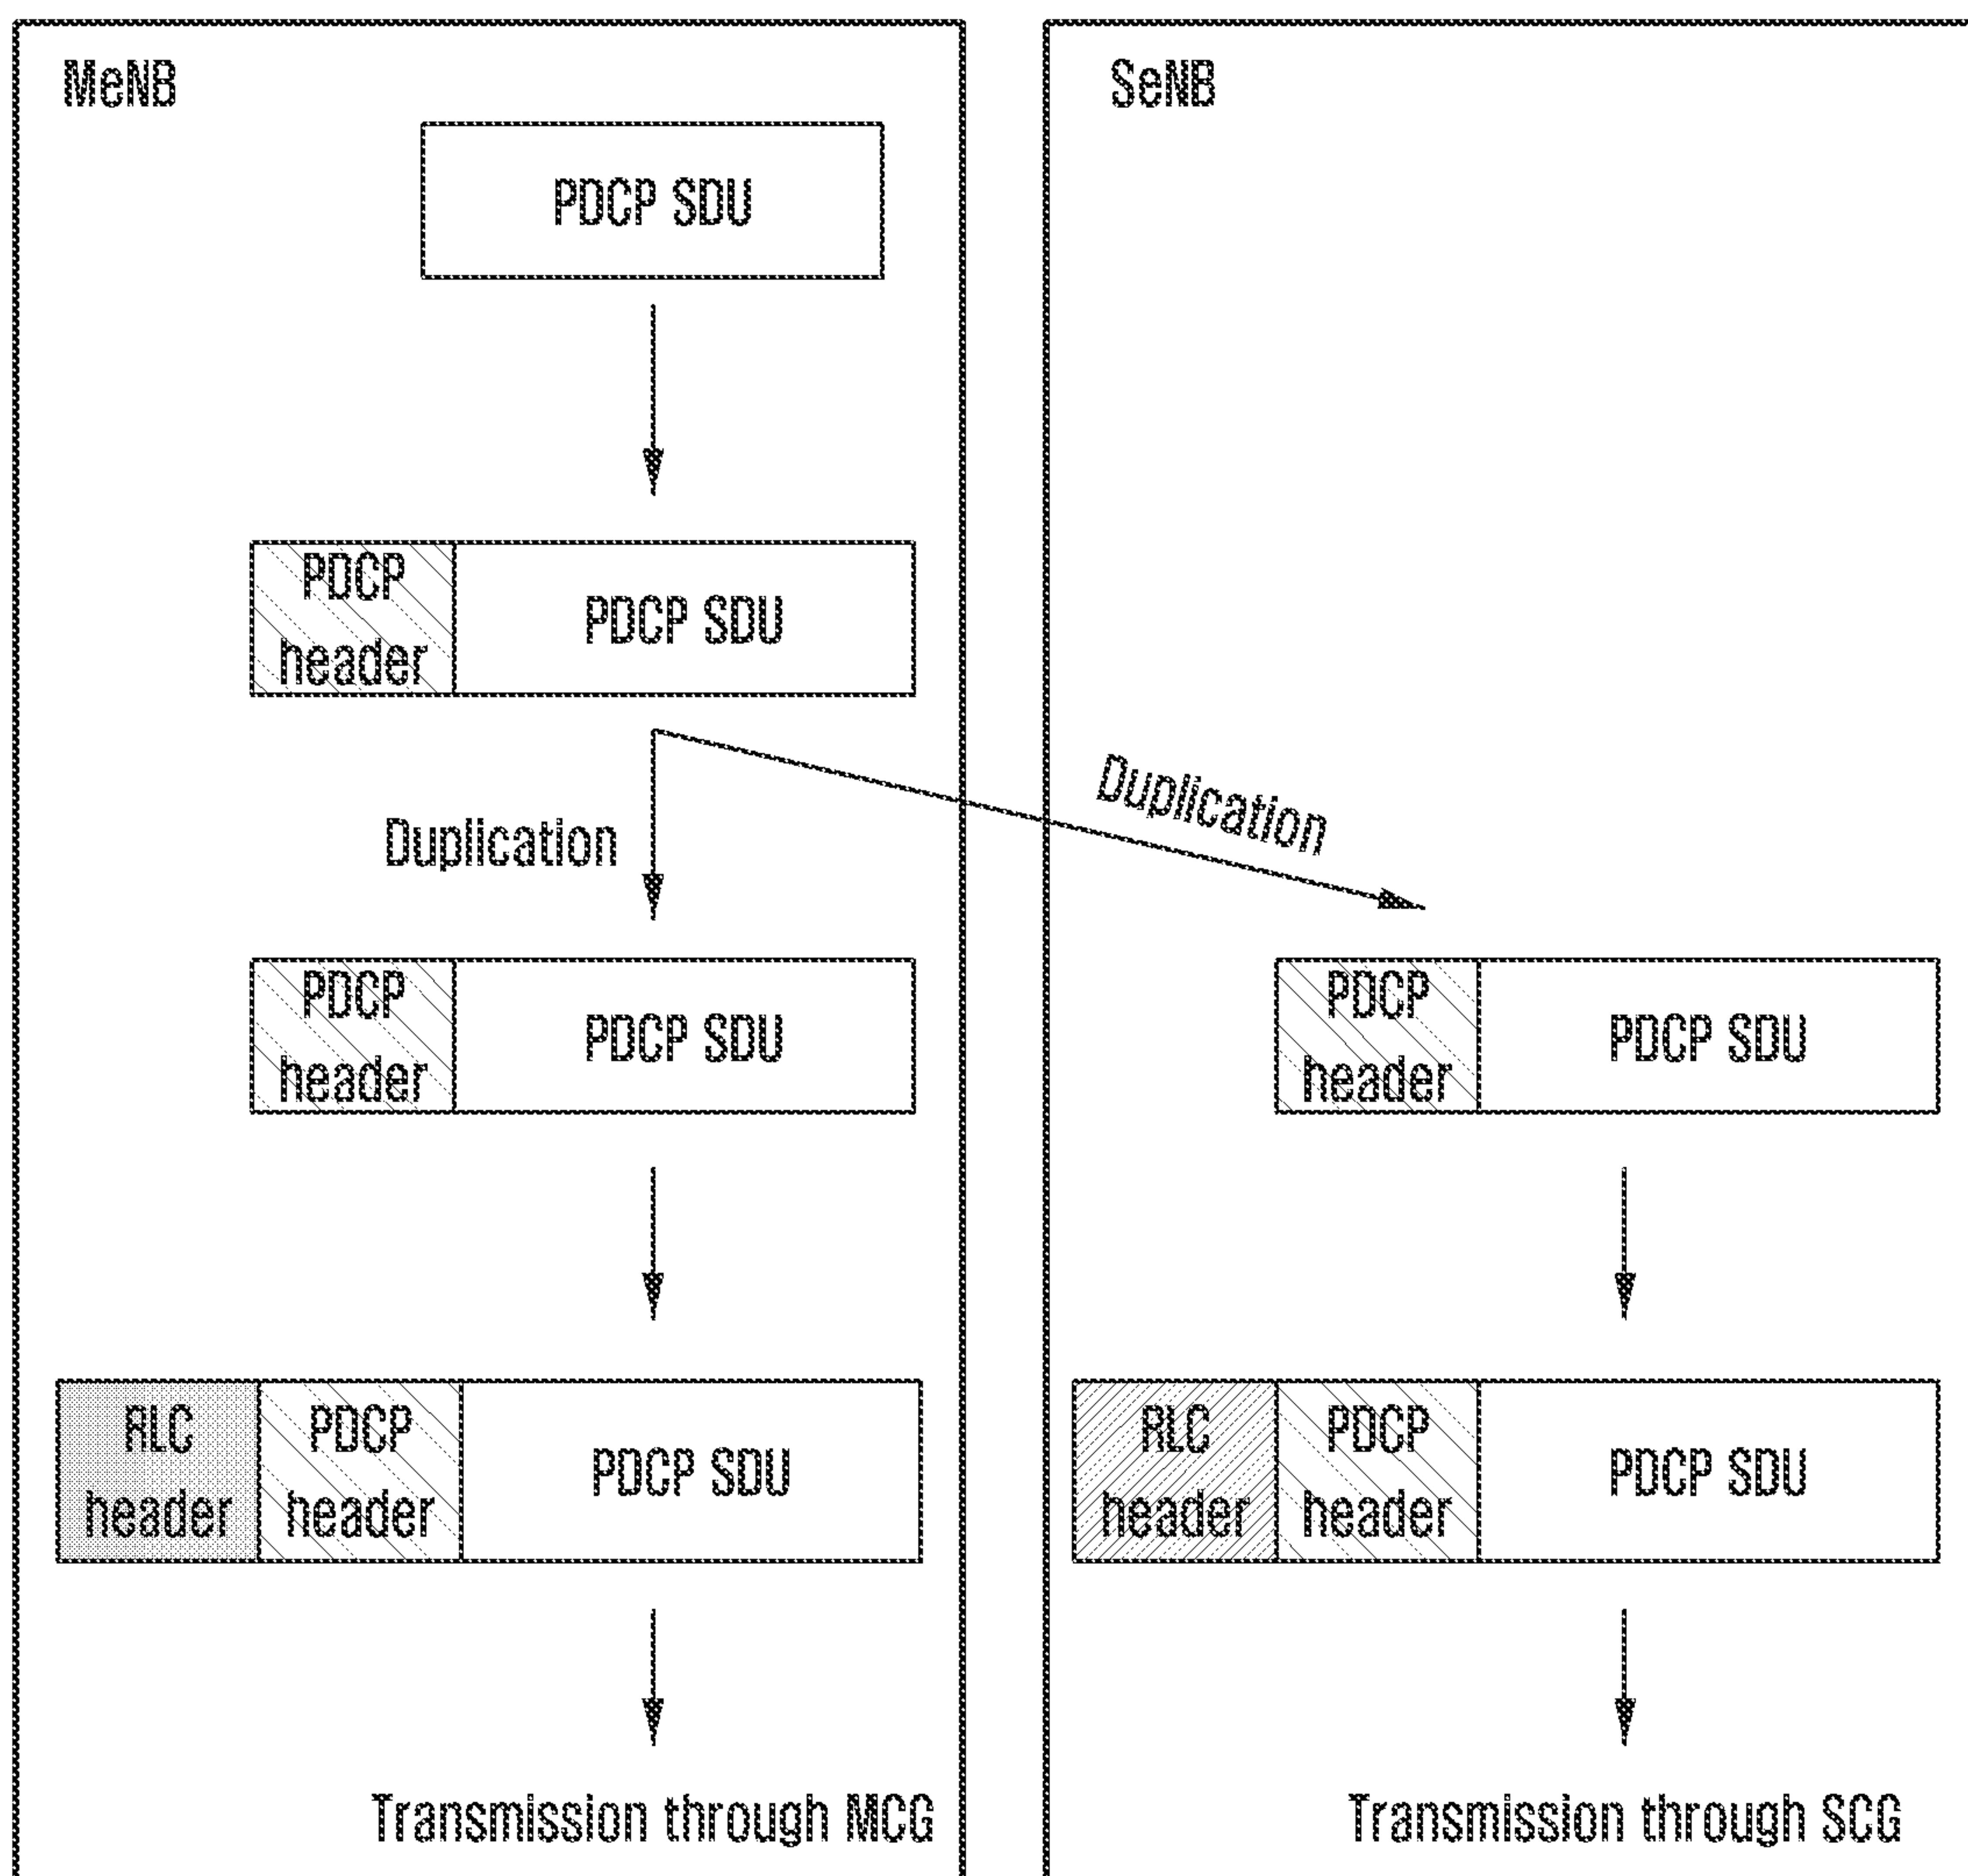 MeNB
PDCP SDU
PDCP
header
PDCP SDU
Duplication
PDCP
header
PDCP SDU
RLC
header
PDCP
header
PDCP SDU
Transmission through MCG
SeNB
Duplication
PDCP
header
PDCP SDU
RLC
header
PDCP
header
PDCP SDU
Transmission through SCG